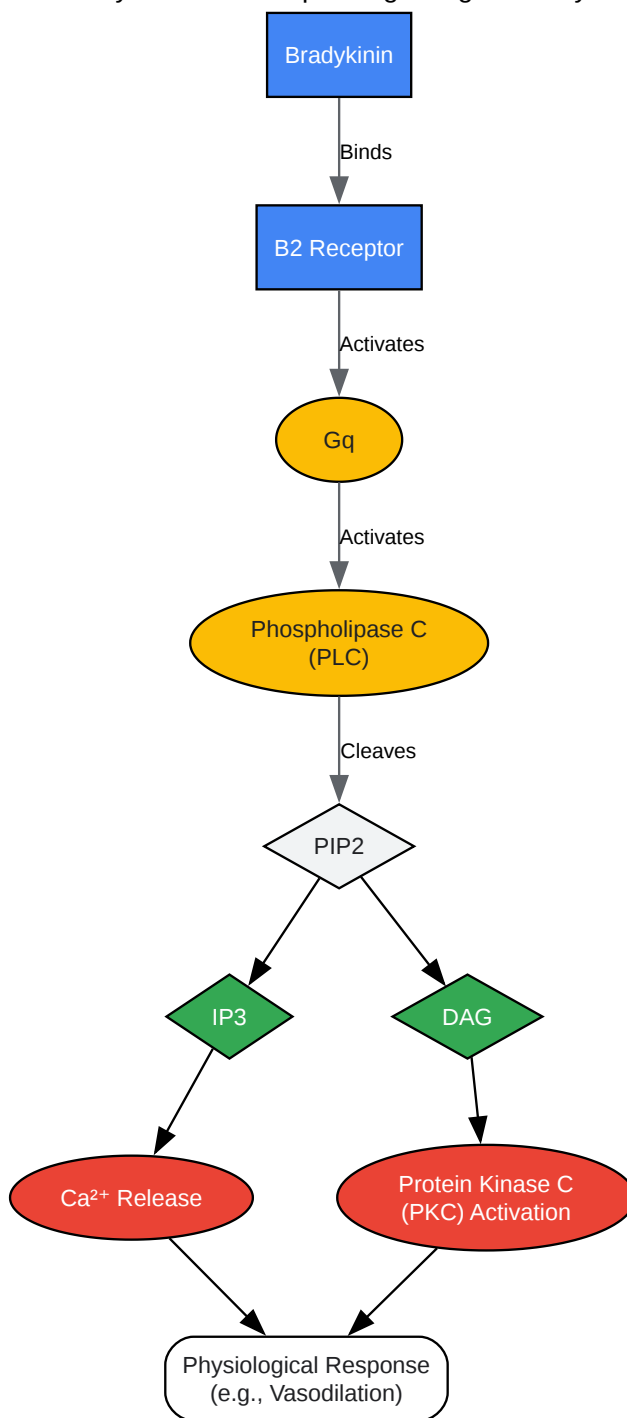 Bradykinin
Binds
B2 Receptor
Activates
Gq
Activates
Phospholipase C
(PLC)
Cleaves
PIP2
IP3
DAG
Ca²⁺ Release
Protein Kinase C
(PKC) Activation
Physiological Response
(e.g., Vasodilation)